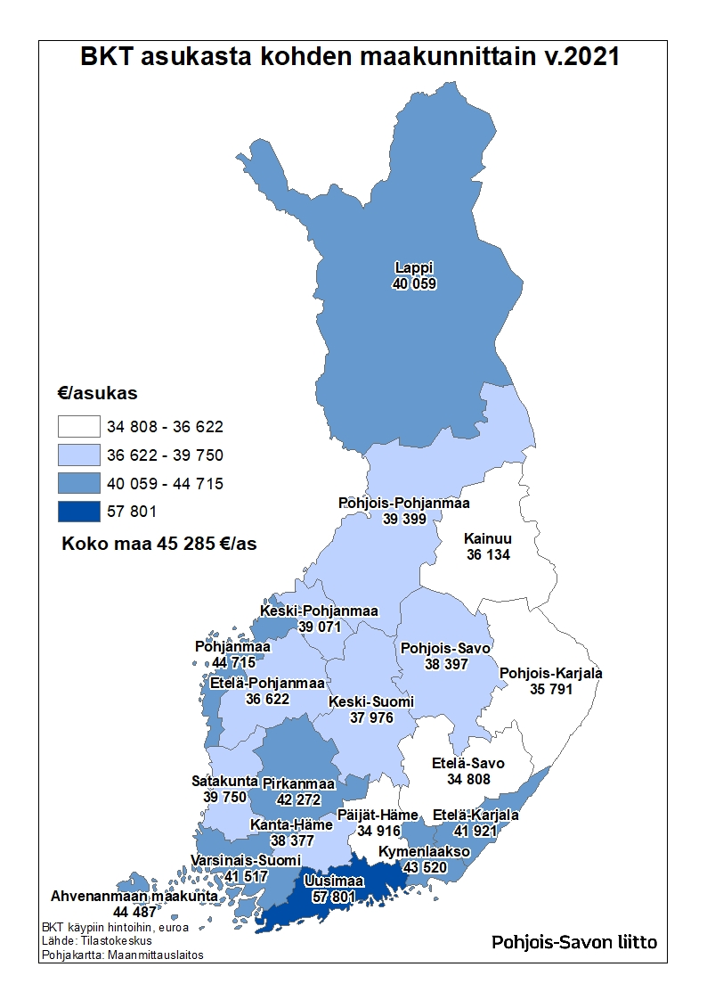 BKT asukasta kohden maakunnittain v.2021
Lappi
40 059
€/asukas
34 808 - 36 622
36 622 - 39 750
40 059 - 44 715
57 801
Koko maa 45 285 €/as
Pohjois-Pohjanmaa
39 399
Kainuu
36 134
Keski-Pohjanmaa
39 071
Pohjanmaa
44 715
Pohjois-Savo
38 397
Pohjois-Karjala
35 791
Etelä-Pohjanmaa
36 622
Keski-Suomi
37 976
Etelä-Savo
34 808
Satakunta
39 750
Pirkanmaa
42 272
Päijät-Häme
34 916
Etelä-Karjala
41 921
Kanta-Häme
38 377
Kymenlaakso
43 520
Varsinais-Suomi
41 517
Uusimaa
57 801
Ahvenanmaan maakunta
44 487
BKT käypiin hintoihin, euroa
Lähde: Tilastokeskus
Pohjakartta: Maanmittauslaitos
Pohjois-Savon liitto